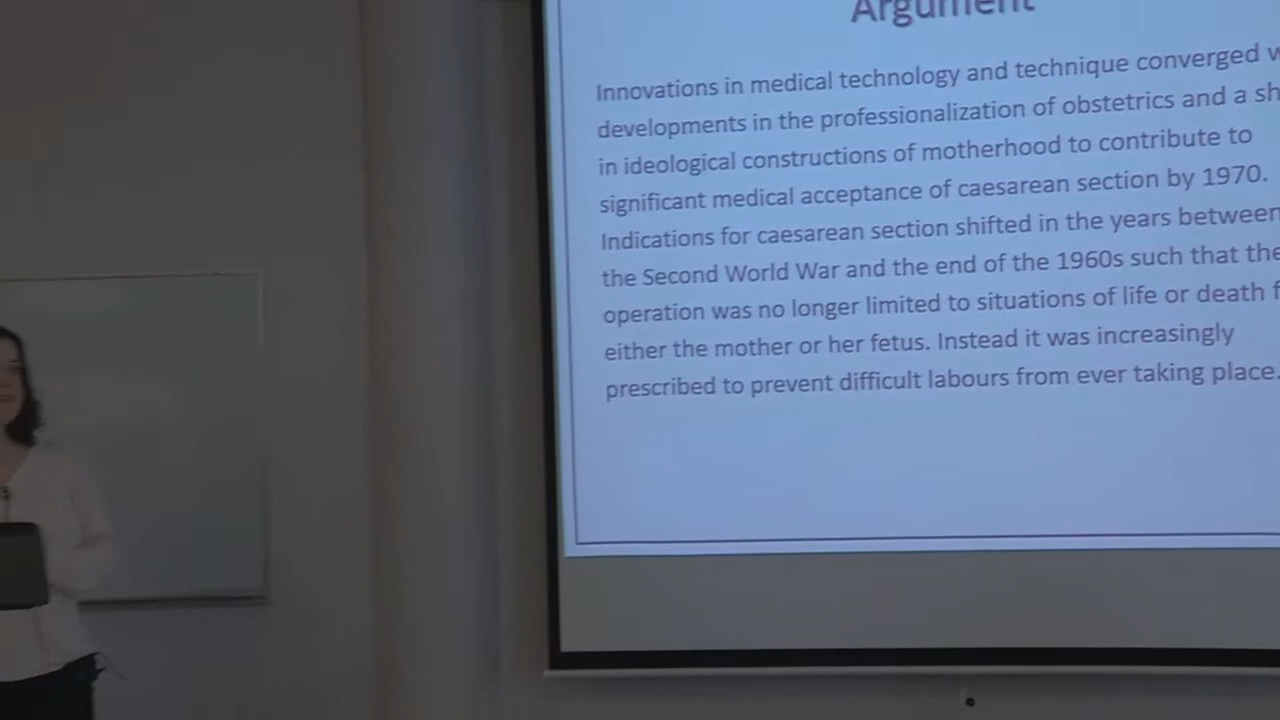 Argument
Innovations in medical technology and technique converged
developments in the professionalization of obstetrics and a
in ideological constructions of motherhood to contribute to
significant medical acceptance of caesarean section by 1970.
Indications for caesarean section shifted in the years between
the Second World War and the end of the 1960s such that the
operation was no longer limited to situations of life or death
either the mother or her fetus. Instead it was increasingly
prescribed to prevent difficult labours from ever taking place.